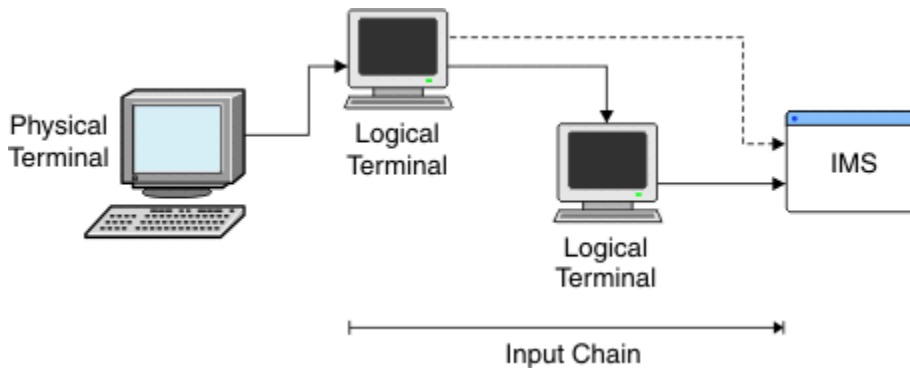 Physical
Terminal
Logical
Terminal
Logical
Terminal
IMS
Input Chain